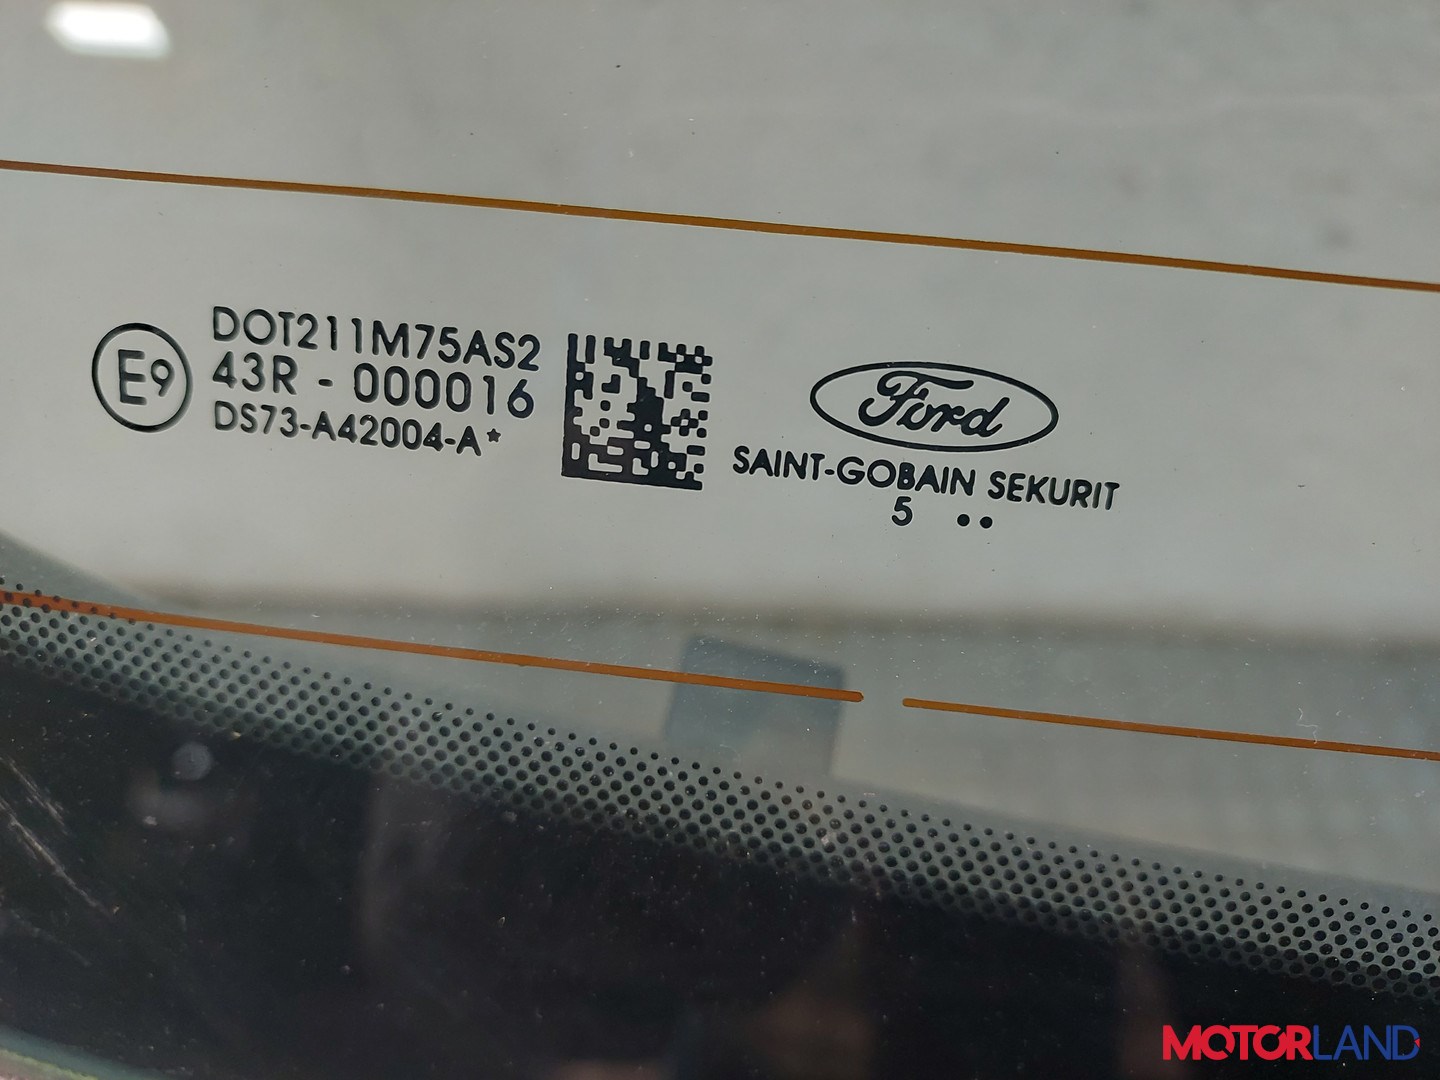 E9
DOT211M75AS2
43R - 000016
DS73-A42004-A*
Ford
SAINT-GOBAIN SEKURIT
5 ••
MOTORLAND